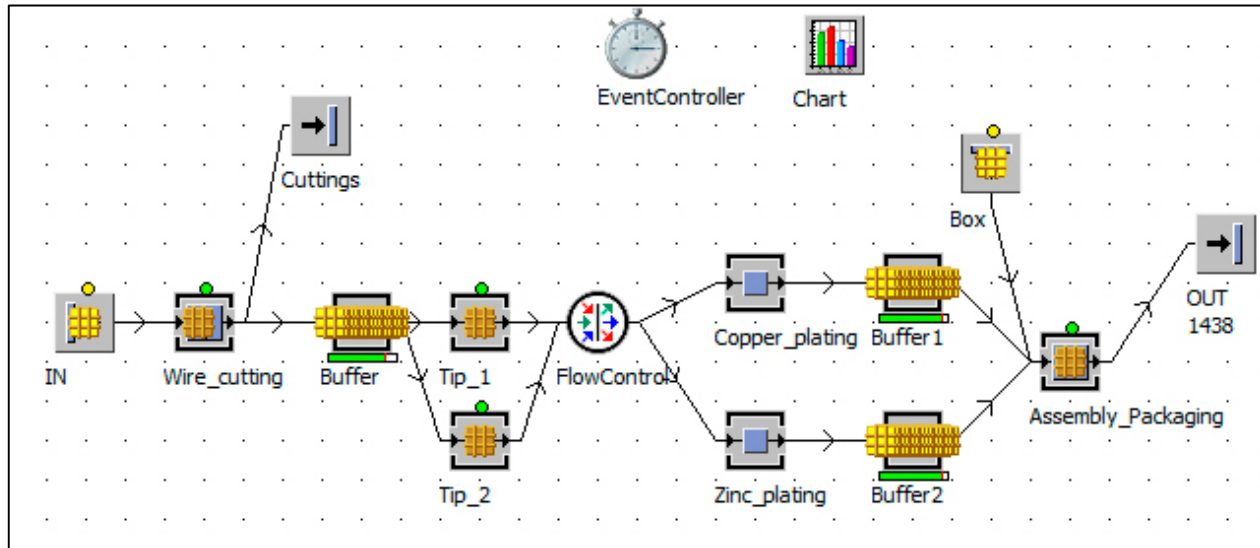 EventController
Chart
Cuttings
Box
IN
Wire_cutting
Buffer
Tip_1
FlowControl
Copper_plating
Buffer1
OUT
1438
Assembly_Packaging
Tip_2
Zinc_plating
Buffer2